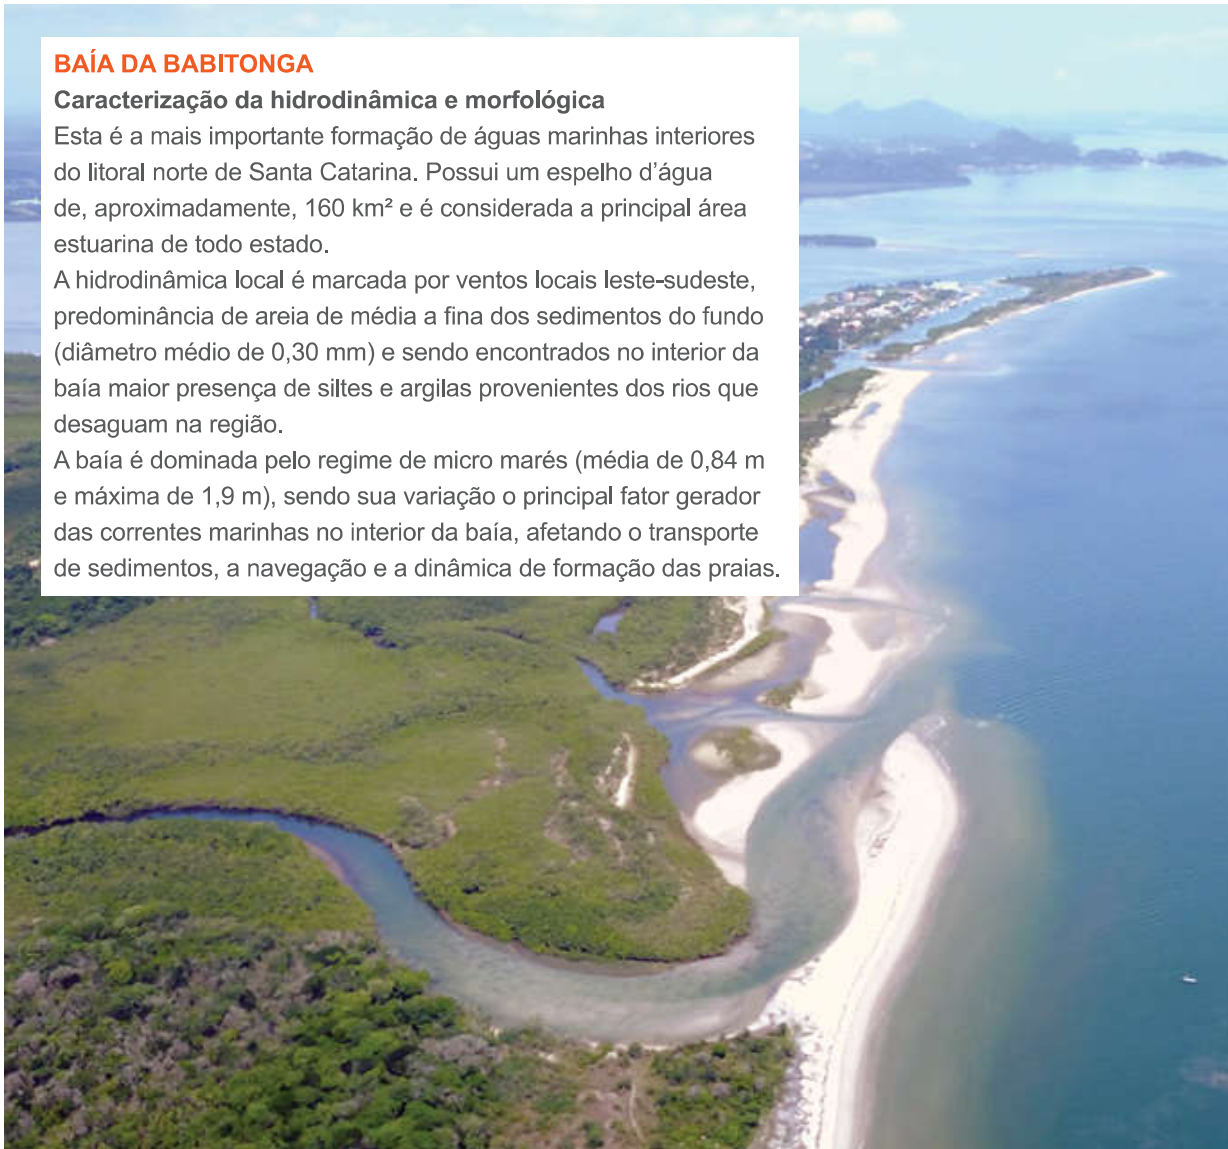 BAÍA DA BABITONGA
Caracterização da hidrodinâmica e morfológica
Esta é a mais importante formação de águas marinhas interiores
do litoral norte de Santa Catarina. Possui um espelho d’água
de, aproximadamente, 160 km² e é considerada a principal área
estuarina de todo estado.
A hidrodinâmica local é marcada por ventos locais leste-sudeste,
predominância de areia de média a fina dos sedimentos do fundo
(diâmetro médio de 0,30 mm) e sendo encontrados no interior da
baía maior presença de siltes e argilas provenientes dos rios que
desaguam na região.
A baía é dominada pelo regime de micro marés (média de 0,84 m
e máxima de 1,9 m), sendo sua variação o principal fator gerador
das correntes marinhas no interior da baía, afetando o transporte
de sedimentos, a navegação e a dinâmica de formação das praias.